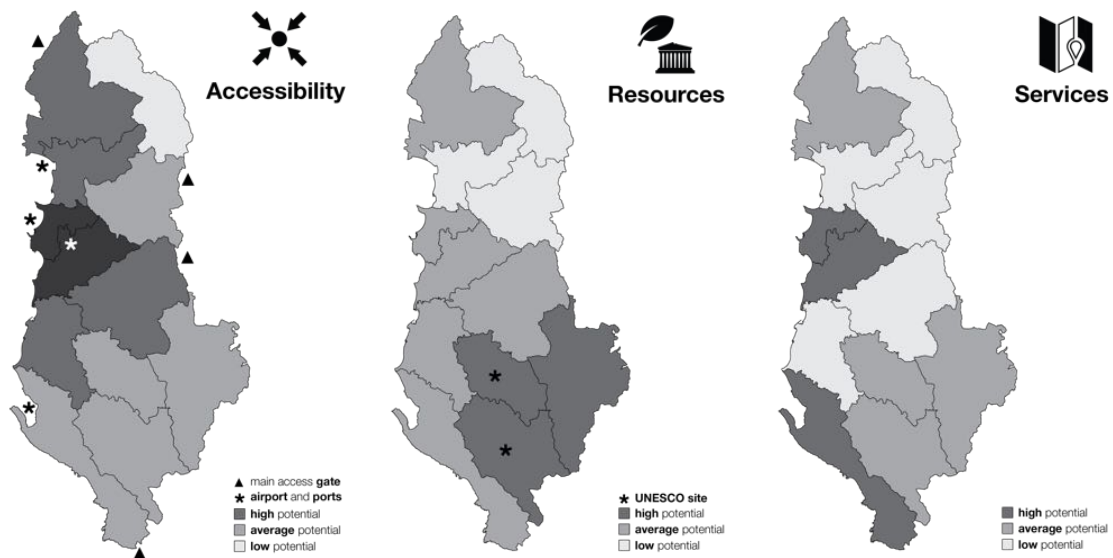 Accessibility
main access gate
airport and ports
high potential
average potential
low potential
Resources
UNESCO site
high potential
average potential
low potential
Services
high potential
average potential
low potential